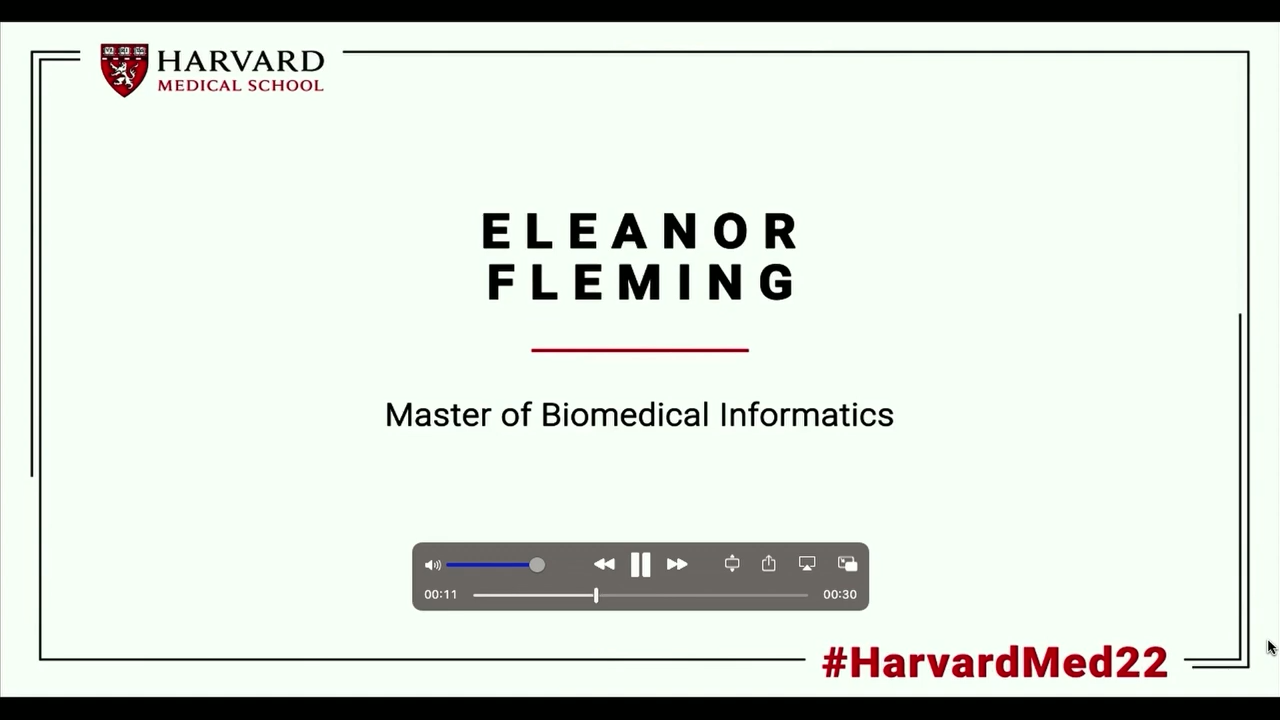 HARVARD
MEDICAL SCHOOL
ELEANOR
FLEMING
Master of Biomedical Informatics
00:11
00:30
#HarvardMed22